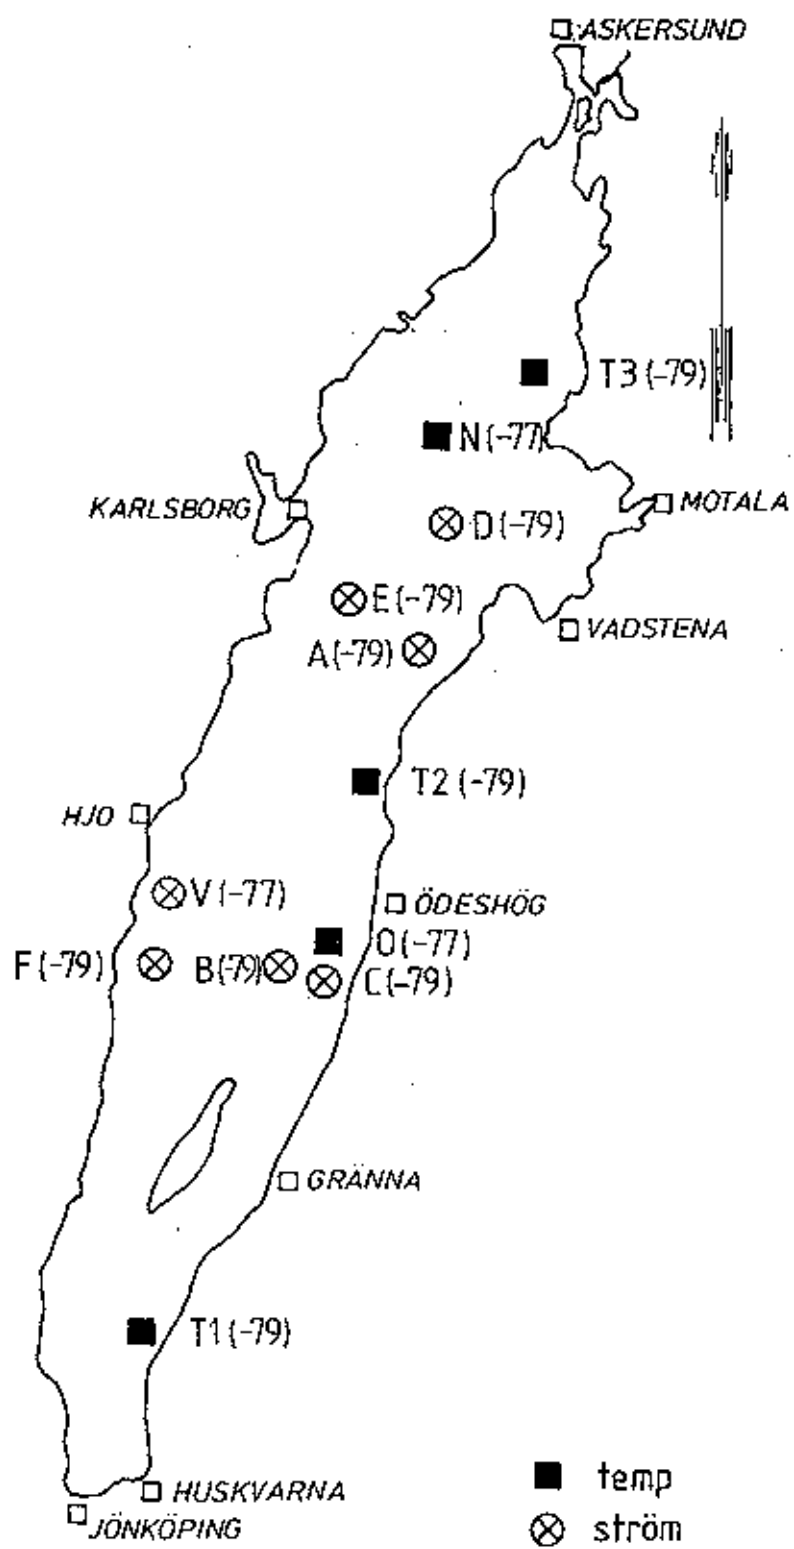 ASKERSUND
T3 (-79)
N (-77)
KARLSBORG
MOTALA
D (-79)
E (-79)
VADSTENA
A (-79)
T2 (-79)
HJO
V (-77)
ÖDESHÖG
O (-77)
F (-79)
B (-79)
C (-79)
GRÄNNA
T1 (-79)
temp
HUSKVARNA
JÖNKÖPING
ström